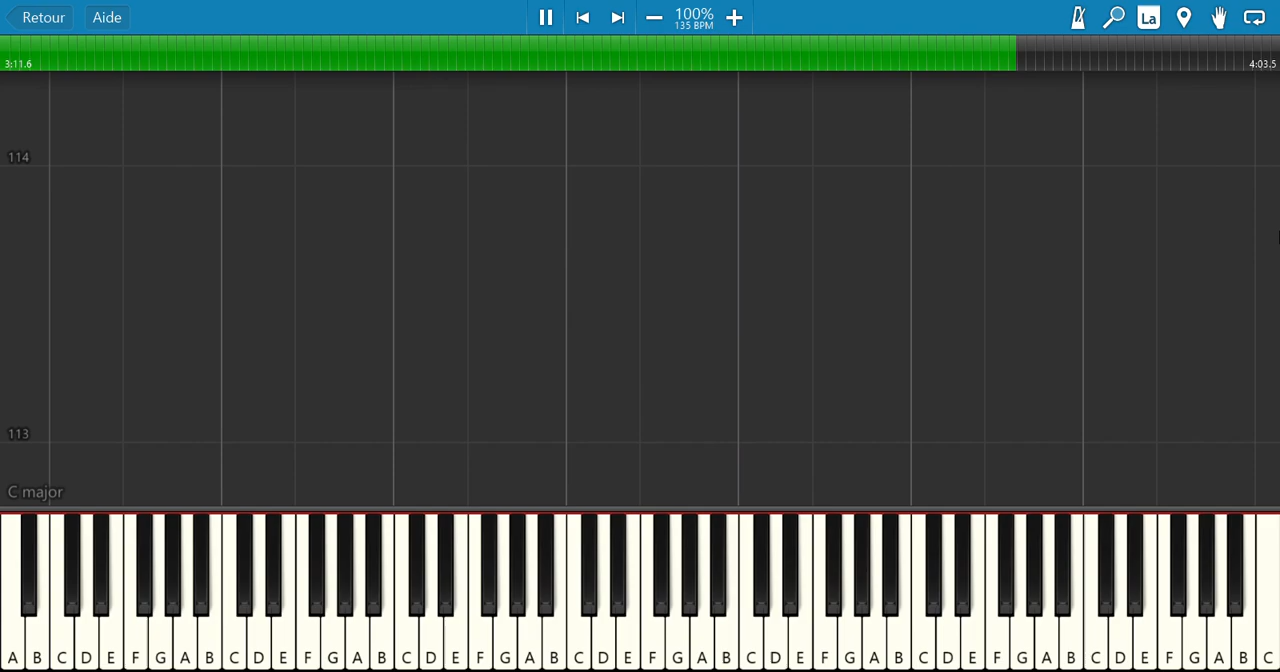 Retour Aide 100% La
135 BPM
3:11.6 4:03.5
114
113
C major
A B C D E F G A B C D E F G A B C D E F G A B C D E F G A B C D E F G A B C D E F G A B C D E F G A B C